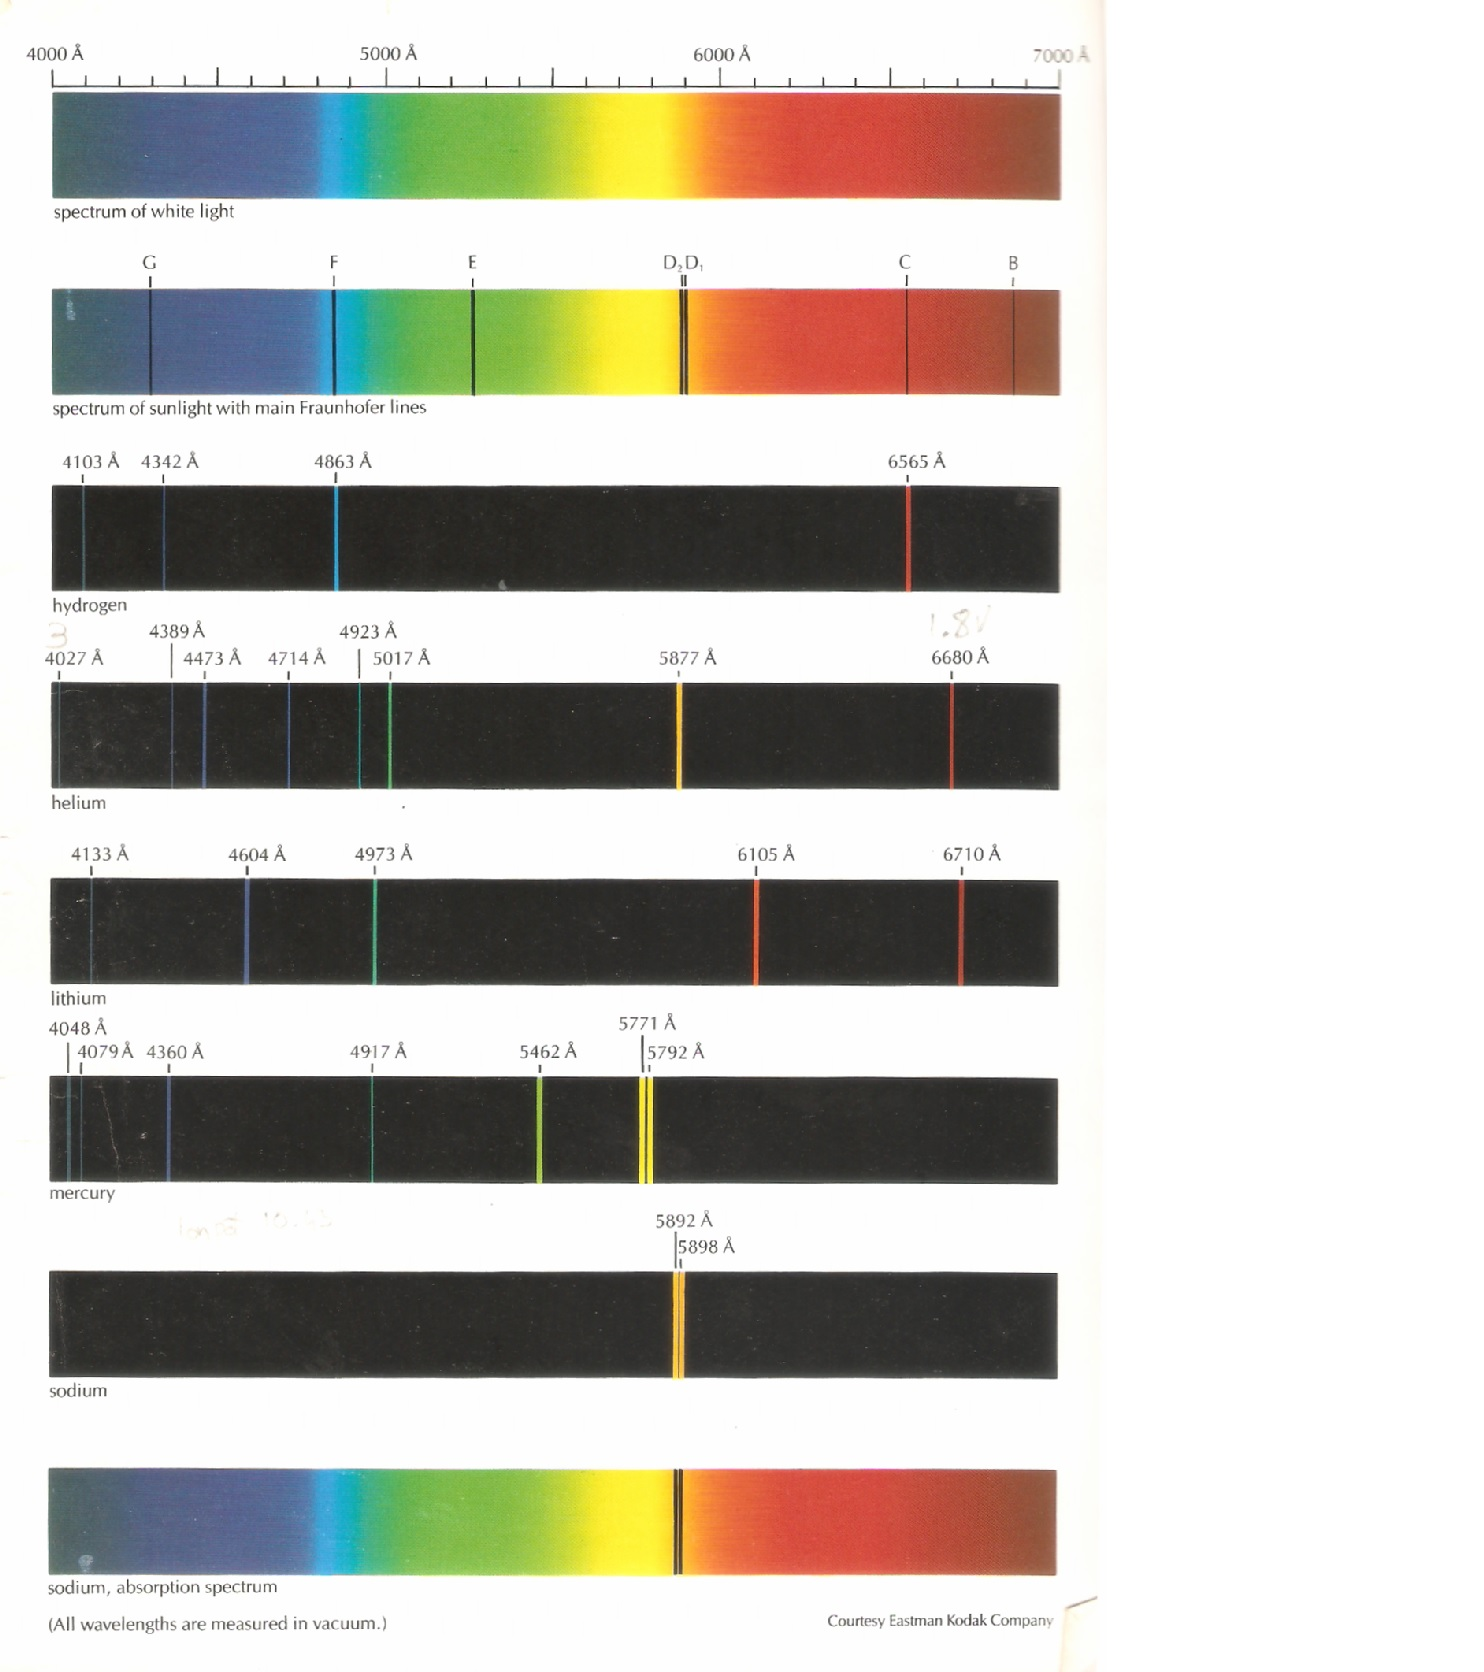 4000 Å 5000 Å 6000 Å 7000 Å
spectrum of white light
G F E D₂D₁ C B
spectrum of sunlight with main Fraunhofer lines
4103 Å 4342 Å 4863 Å 6565 Å
hydrogen
3 1.8V
4389 Å 4923 Å
4027 Å 4473 Å 4714 Å 5017 Å 5877 Å 6680 Å
helium
4133 Å 4604 Å 4973 Å 6105 Å 6710 Å
lithium
4048 Å 5771 Å
4079 Å 4360 Å 4917 Å 5462 Å 5792 Å
mercury
5892 Å
5898 Å
sodium
sodium, absorption spectrum
(All wavelengths are measured in vacuum.) Courtesy Eastman Kodak Company